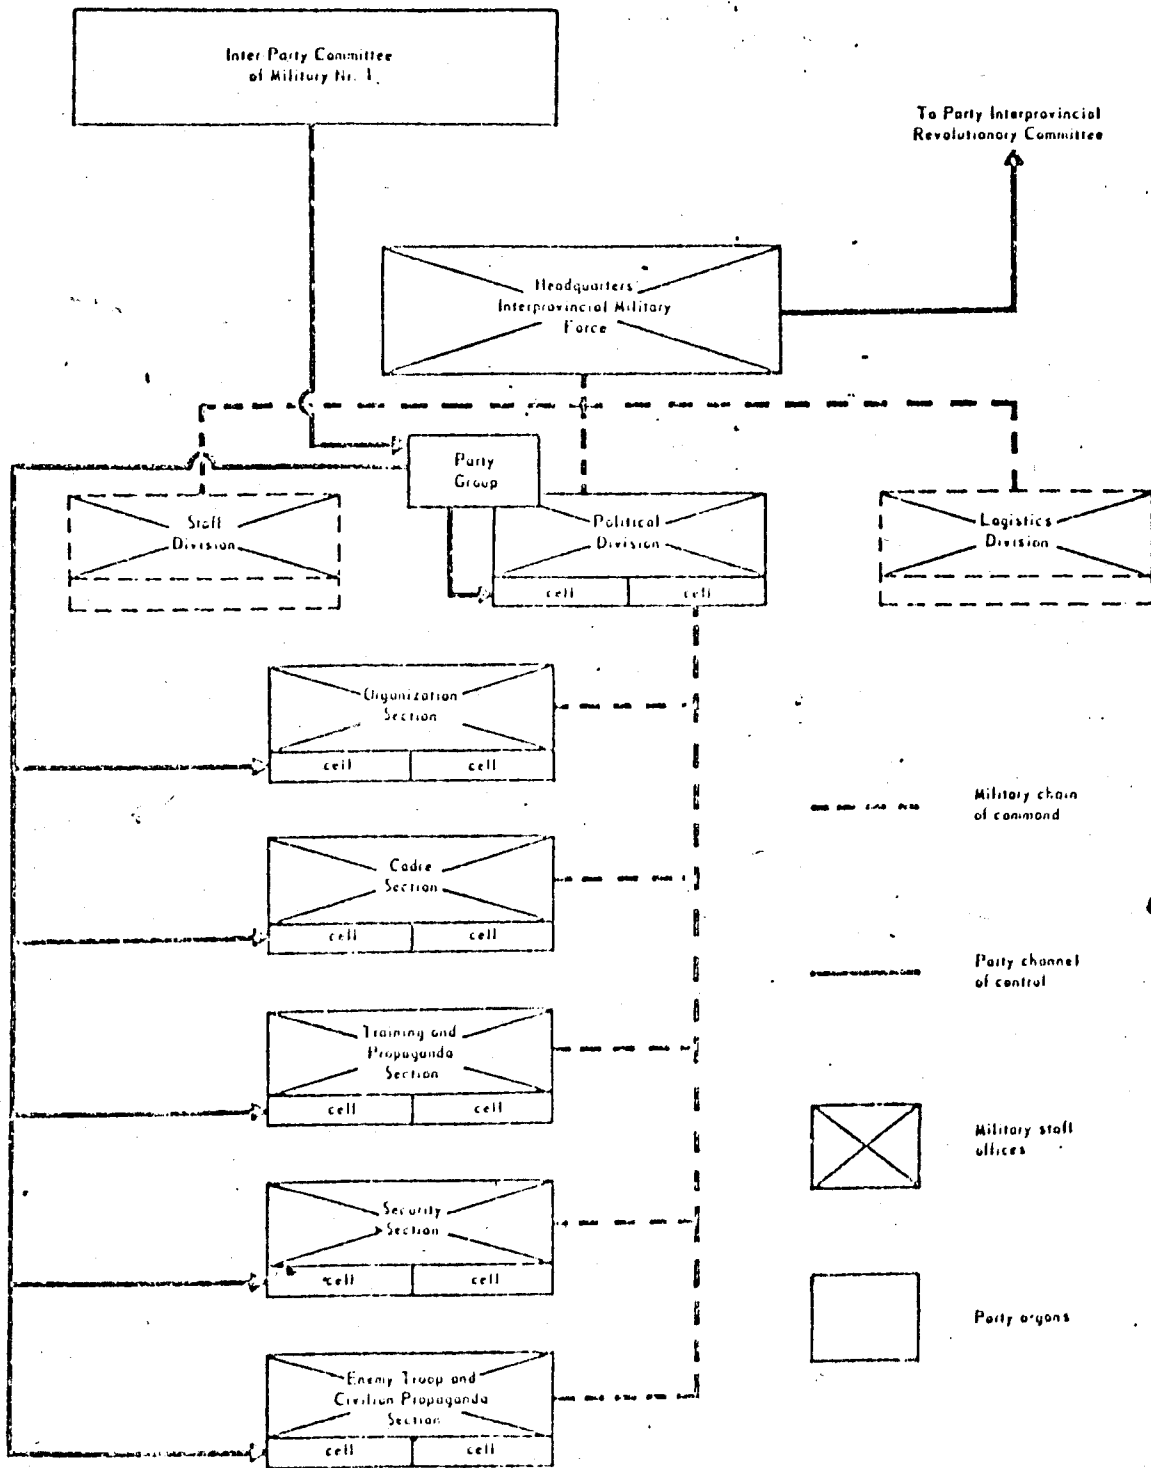 Inter Party Committee
of Military Nr. 1
To Party Interprovincial
Revolutionary Committee
Headquarters
Interprovincial Military
Force
Party
Group
Staff
Division
Political
Division
cell cell
Logistics
Division
Organization
Section
cell cell
Military chain
of command
Cadre
Section
cell cell
Party channel
of control
Training and
Propaganda
Section
cell cell
Military staff
offices
Security
Section
cell cell
Party organs
Enemy Troop and
Civilian Propaganda
Section
cell cell